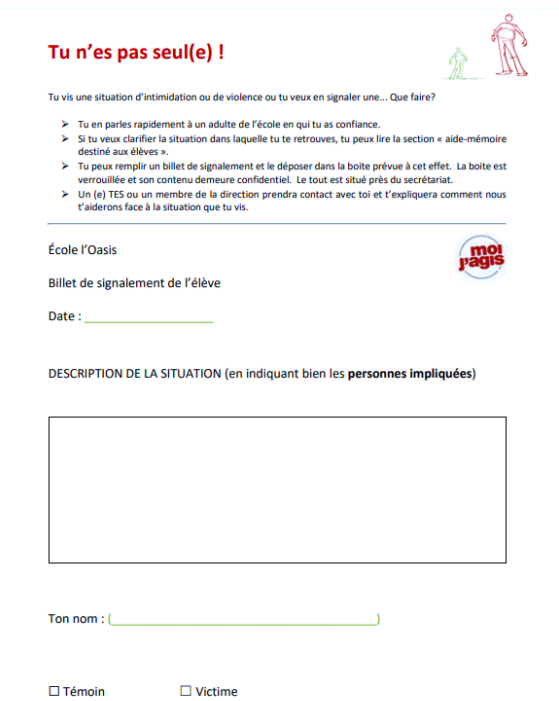 Tu n'es pas seul(e) !
Tu vis une situation d'intimidation ou de violence ou tu veux en signaler une... Que faire?
➢ Tu en parles rapidement à un adulte de l'école en qui tu as confiance.
➢ Si tu veux clarifier la situation dans laquelle tu te retrouves, tu peux lire la section « aide-mémoire
destiné aux élèves ».
➢ Tu peux remplir un billet de signalement et le déposer dans la boite prévue à cet effet. La boite est
verrouillée et son contenu demeure confidentiel. Le tout est situé près du secrétariat.
➢ Un (e) TES ou un membre de la direction prendra contact avec toi et t'expliquera comment nous
t'aiderons face à la situation que tu vis.
École l'Oasis
moi
j'agis
Billet de signalement de l'élève
Date : ____________________
DESCRIPTION DE LA SITUATION (en indiquant bien les personnes impliquées)
Ton nom : (________________________________________)
☐ Témoin ☐ Victime